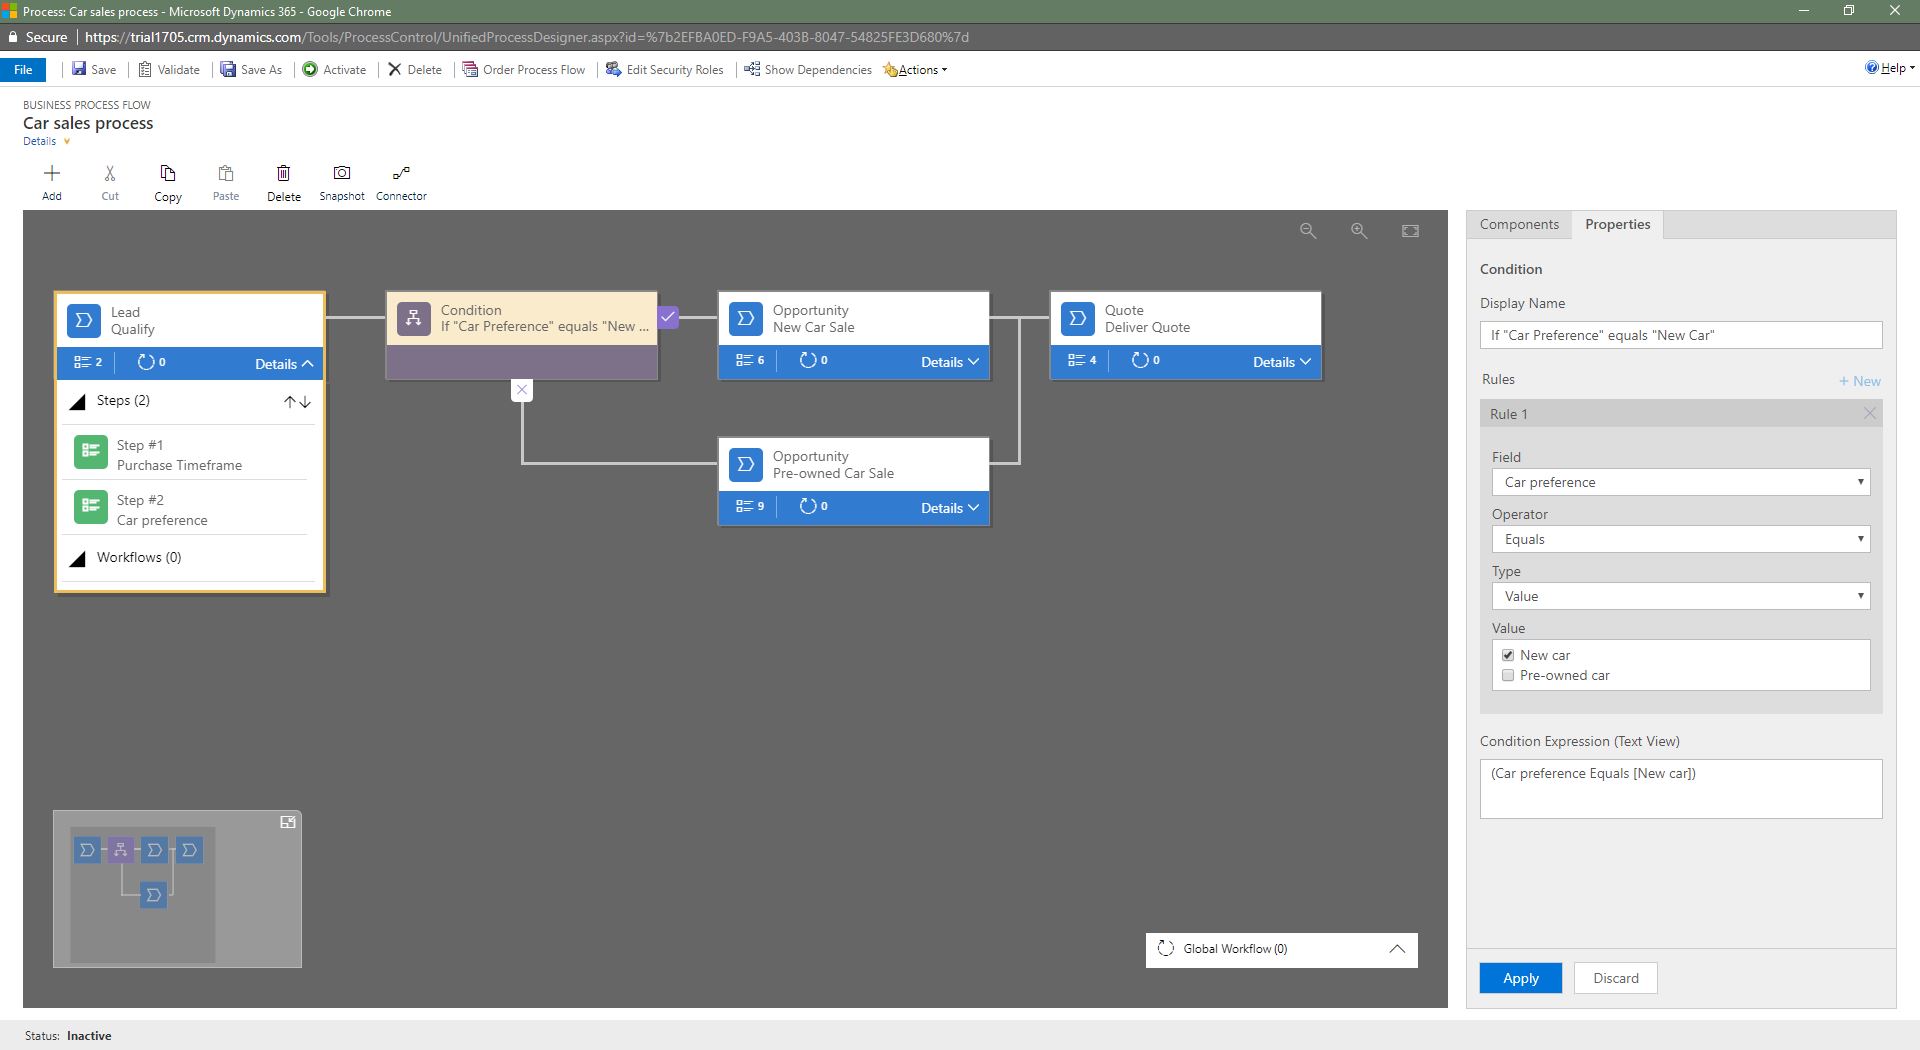 Process: Car sales process - Microsoft Dynamics 365 - Google Chrome
Secure | https://trial1705.crm.dynamics.com/Tools/ProcessControl/UnifiedProcessDesigner.aspx?id=%7b2EFBA0ED-F9A5-403B-8047-54825FE3D680%7d
File Save Validate Save As Activate Delete Order Process Flow Edit Security Roles Show Dependencies Actions Help
BUSINESS PROCESS FLOW
Car sales process
Details
Add Cut Copy Paste Delete Snapshot Connector
Lead
Qualify
2 0 Details
Steps (2)
Step #1
Purchase Timeframe
Step #2
Car preference
Workflows (0)
Condition
If "Car Preference" equals "New ...
Opportunity
New Car Sale
6 0 Details
Quote
Deliver Quote
4 0 Details
Opportunity
Pre-owned Car Sale
9 0 Details
Global Workflow (0)
Components Properties
Condition
Display Name
If "Car Preference" equals "New Car"
Rules + New
Rule 1
Field
Car preference
Operator
Equals
Type
Value
Value
New car
Pre-owned car
Condition Expression (Text View)
(Car preference Equals [New car])
Apply Discard
Status: Inactive